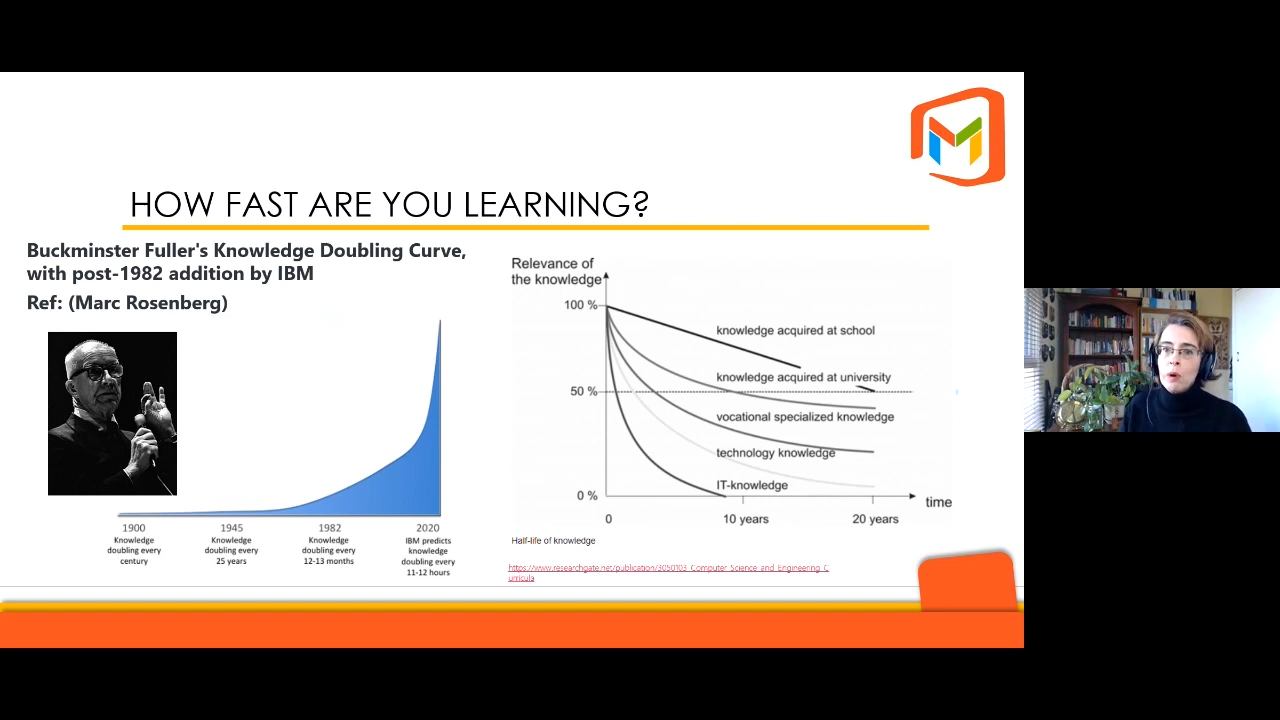 HOW FAST ARE YOU LEARNING?
Buckminster Fuller's Knowledge Doubling Curve,
with post-1982 addition by IBM
Ref: (Marc Rosenberg)
1900
Knowledge
doubling every
century
1945
Knowledge
doubling every
25 years
1982
Knowledge
doubling every
12-13 months
2020
IBM predicts
knowledge
doubling every
11-12 hours
Relevance of
the knowledge
100 %
knowledge acquired at school
knowledge acquired at university
50 %
vocational specialized knowledge
technology knowledge
IT-knowledge
0 %
time
0
10 years
20 years
Half-life of knowledge
https://www.researchgate.net/publication/3050103_Computer_Science_and_Engineering_C
urricula